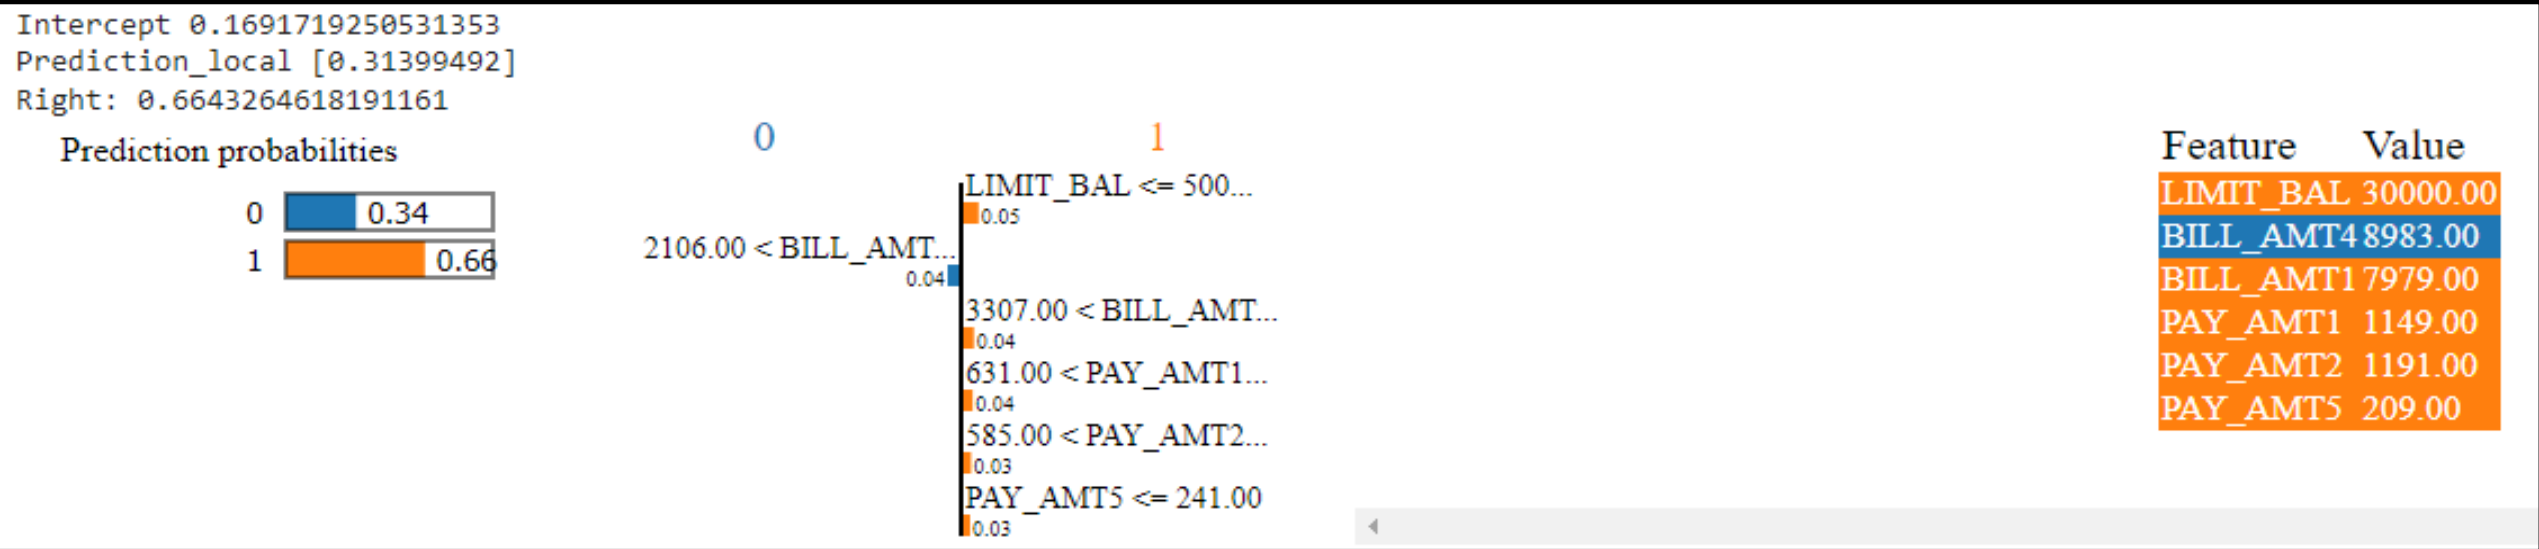 Intercept 0.1691719250531353
Prediction_local [0.31399492]
Right: 0.6643264618191161
Prediction probabilities
0 0.34
1 0.66
0 1
LIMIT_BAL <= 500...
0.05
2106.00 < BILL_AMT...
0.04
3307.00 < BILL_AMT...
0.04
631.00 < PAY_AMT1...
0.04
585.00 < PAY_AMT2...
0.03
PAY_AMT5 <= 241.00
0.03
Feature Value
LIMIT_BAL 30000.00
BILL_AMT4 8983.00
BILL_AMT1 7979.00
PAY_AMT1 1149.00
PAY_AMT2 1191.00
PAY_AMT5 209.00